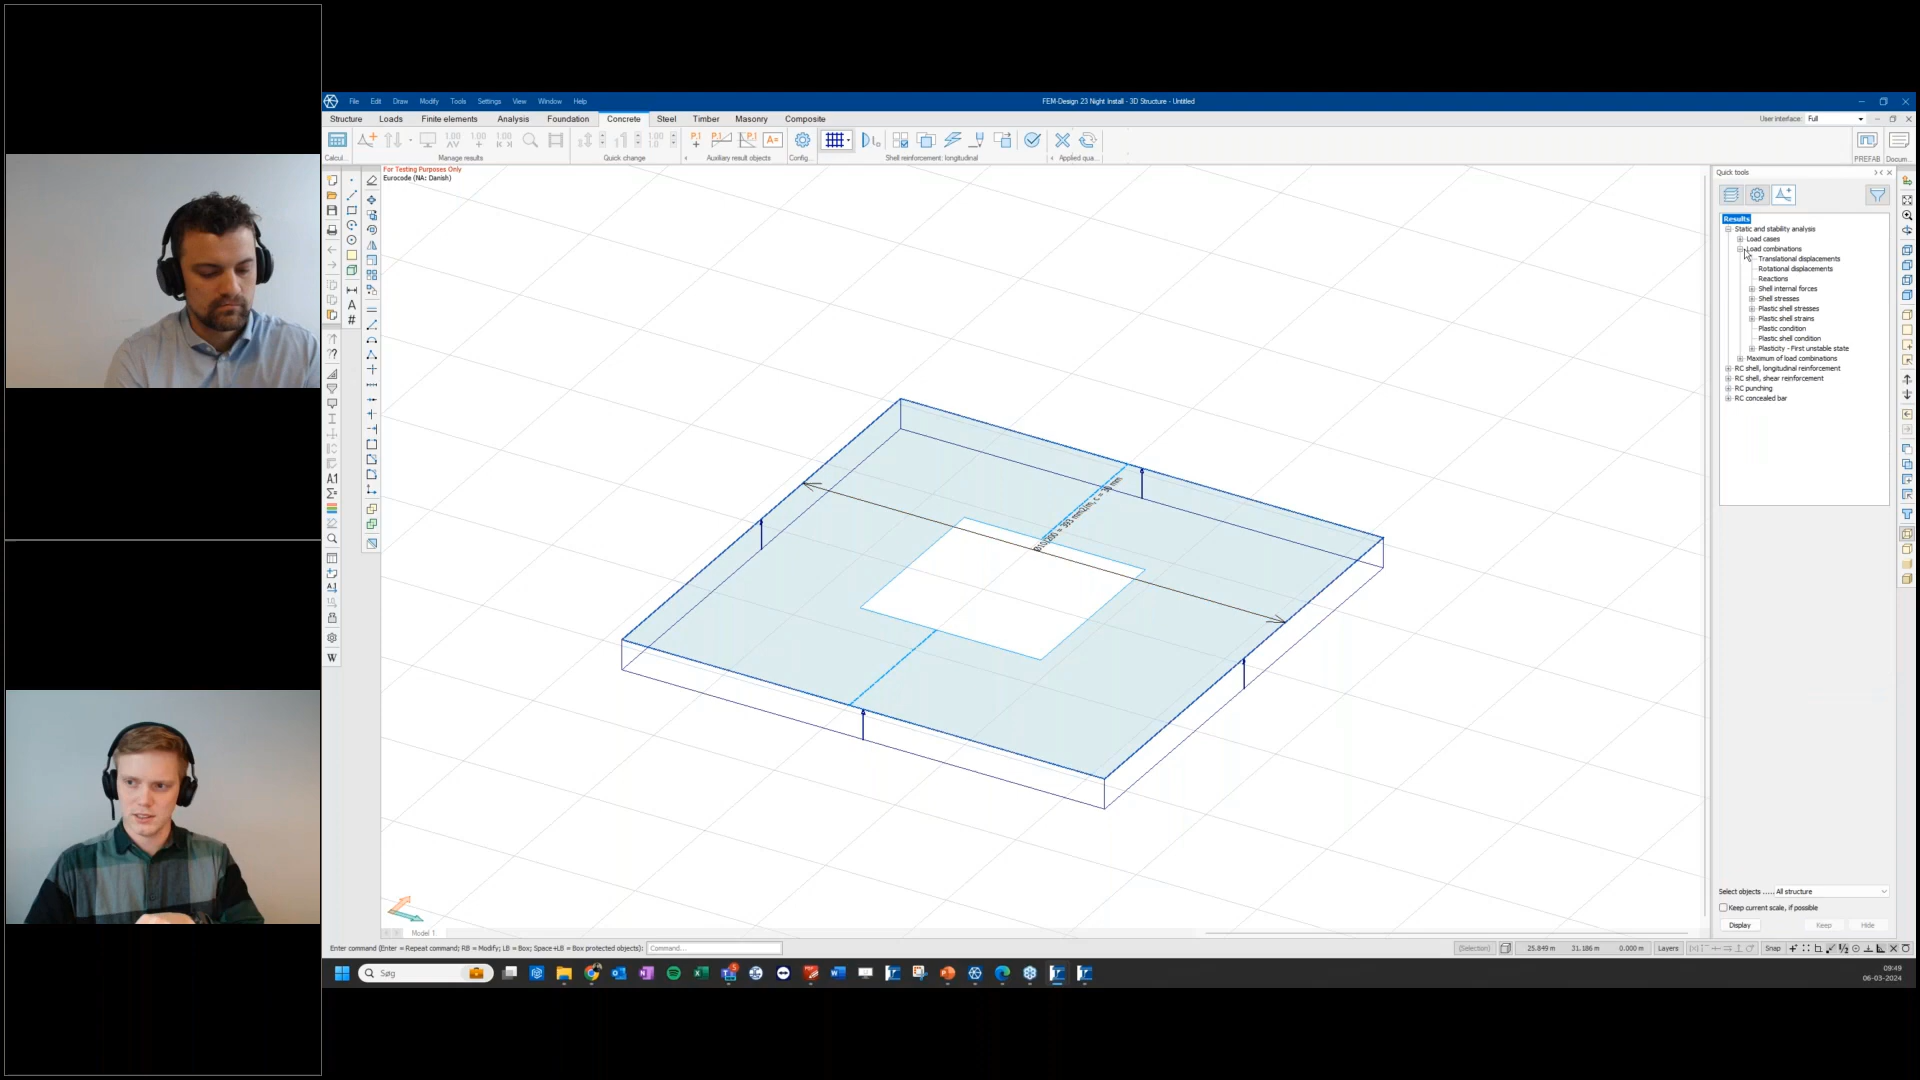 File Edit Draw Modify Tools Settings View Window Help
FEM-Design 23 Night Install - 3D Structure - Untitled
Structure Loads Finite elements Analysis Foundation Concrete Steel Timber Masonry Composite
User interface: Full
Calcul... Manage results Quick change Auxiliary result objects Config... Shell reinforcement: longitudinal Applied qua...
PREFAB Docum...
For Testing Purposes Only
Eurocode (NA: Danish)
Quick tools
Results
Static and stability analysis
Load cases
Load combinations
Translational displacements
Rotational displacements
Reactions
Shell internal forces
Shell stresses
Plastic shell stresses
Plastic shell strains
Plastic condition
Plastic shell condition
Plasticity - First unstable state
Maximum of load combinations
RC shell, longitudinal reinforcement
RC shell, shear reinforcement
RC punching
RC concealed bar
Select objects ..... All structure
Keep current scale, if possible
Display Keep Hide
Model 1
Enter command (Enter = Repeat command; RB = Modify; LB = Box; Space+LB = Box protected objects): Command...
(Selection) 25.849 m 31.186 m 0.000 m Layers Snap
Søg
09:49
06-03-2024